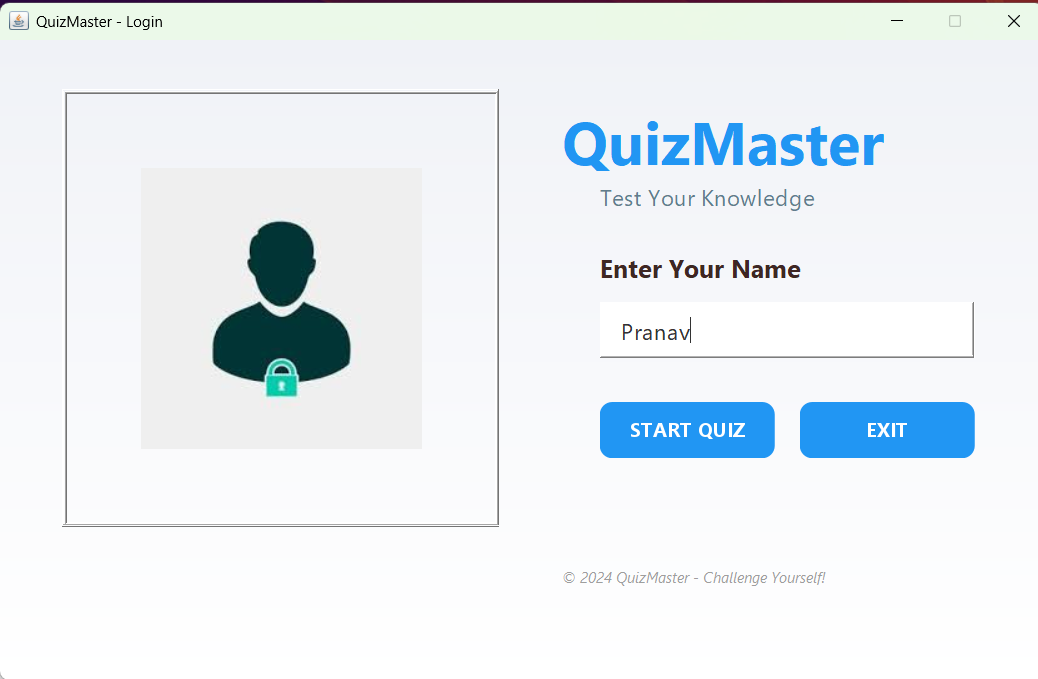 QuizMaster - Login
QuizMaster
Test Your Knowledge
Enter Your Name
Pranav
START QUIZ
EXIT
© 2024 QuizMaster - Challenge Yourself!